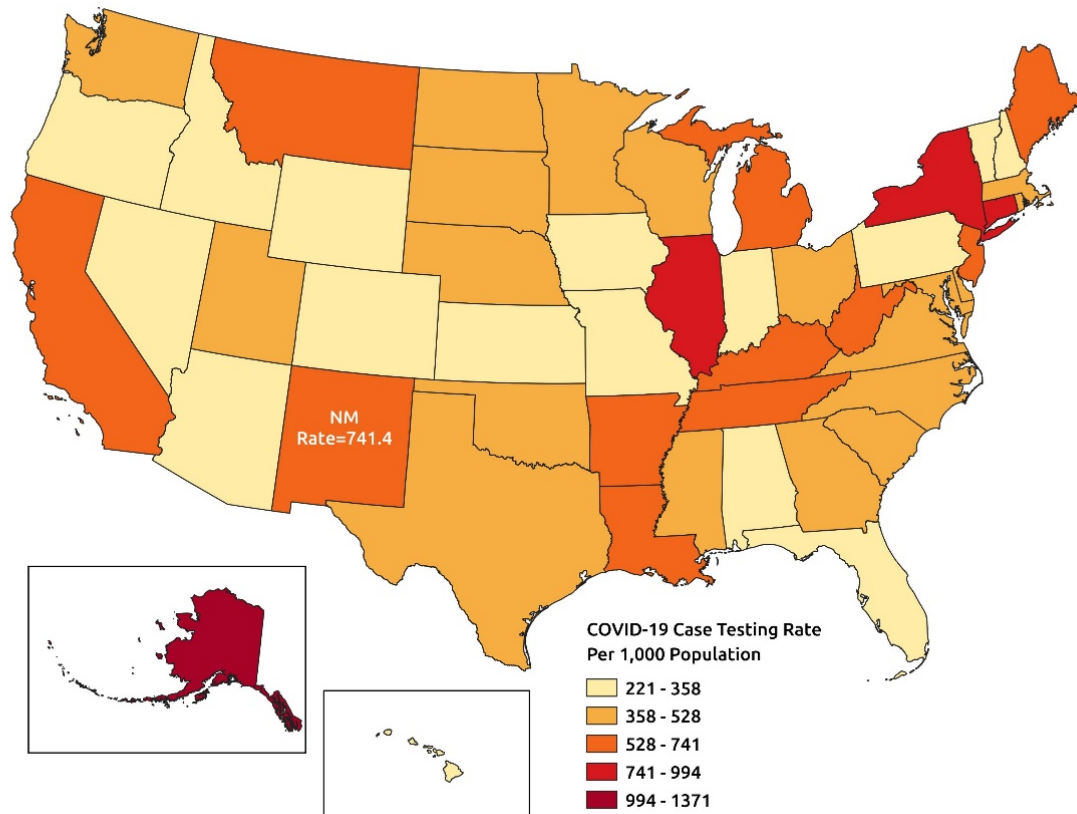 NM
Rate=741.4
COVID-19 Case Testing Rate
Per 1,000 Population
221 - 358
358 - 528
528 - 741
741 - 994
994 - 1371